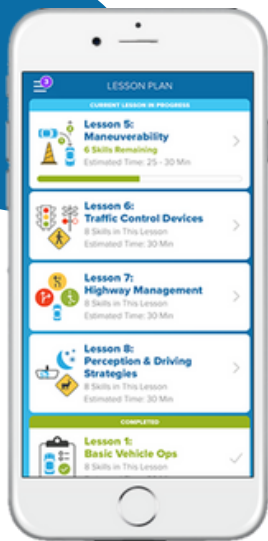 3
LESSON PLAN
CURRENT LESSON IN PROGRESS
Lesson 5:
Maneuverability
6 Skills Remaining
Estimated Time: 25 - 30 Min
Lesson 6:
Traffic Control Devices
8 Skills in This Lesson
Estimated Time: 30 Min
Lesson 7:
Highway Management
8 Skills in This Lesson
Estimated Time: 30 Min
Lesson 8:
Perception & Driving
Strategies
8 Skills in This Lesson
Estimated Time: 30 Min
COMPLETED
Lesson 1:
Basic Vehicle Ops
8 Skills in This Lesson